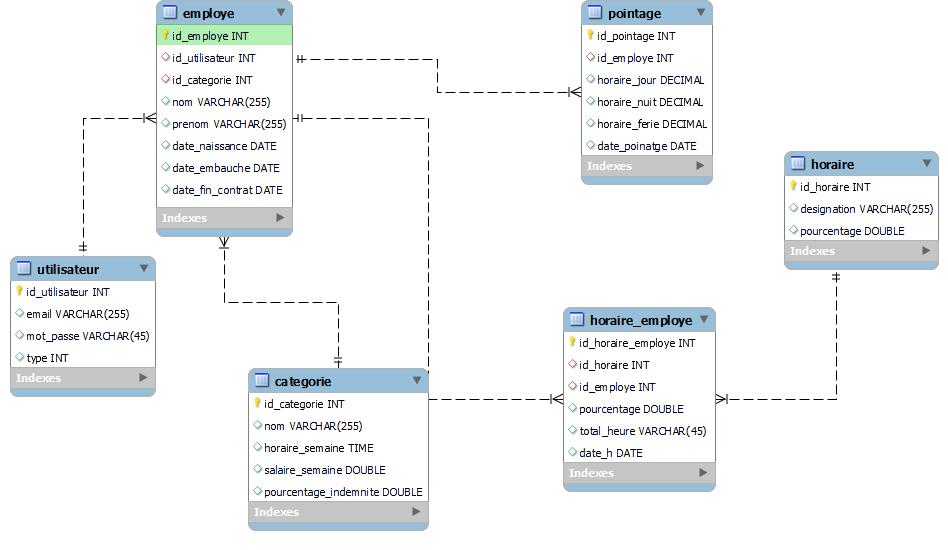 employe
id_employe INT
id_utilisateur INT
id_categorie INT
nom VARCHAR(255)
prenom VARCHAR(255)
date_naissance DATE
date_embauche DATE
date_fin_contrat DATE
Indexes
pointage
id_pointage INT
id_employe INT
horaire_jour DECIMAL
horaire_nuit DECIMAL
horaire_ferie DECIMAL
date_poinatge DATE
Indexes
horaire
id_horaire INT
designation VARCHAR(255)
pourcentage DOUBLE
Indexes
utilisateur
id_utilisateur INT
email VARCHAR(255)
mot_passe VARCHAR(45)
type INT
Indexes
horaire_employe
id_horaire_employe INT
id_horaire INT
id_employe INT
pourcentage DOUBLE
total_heure VARCHAR(45)
date_h DATE
Indexes
categorie
id_categorie INT
nom VARCHAR(255)
horaire_semaine TIME
salaire_semaine DOUBLE
pourcentage_indemnite DOUBLE
Indexes